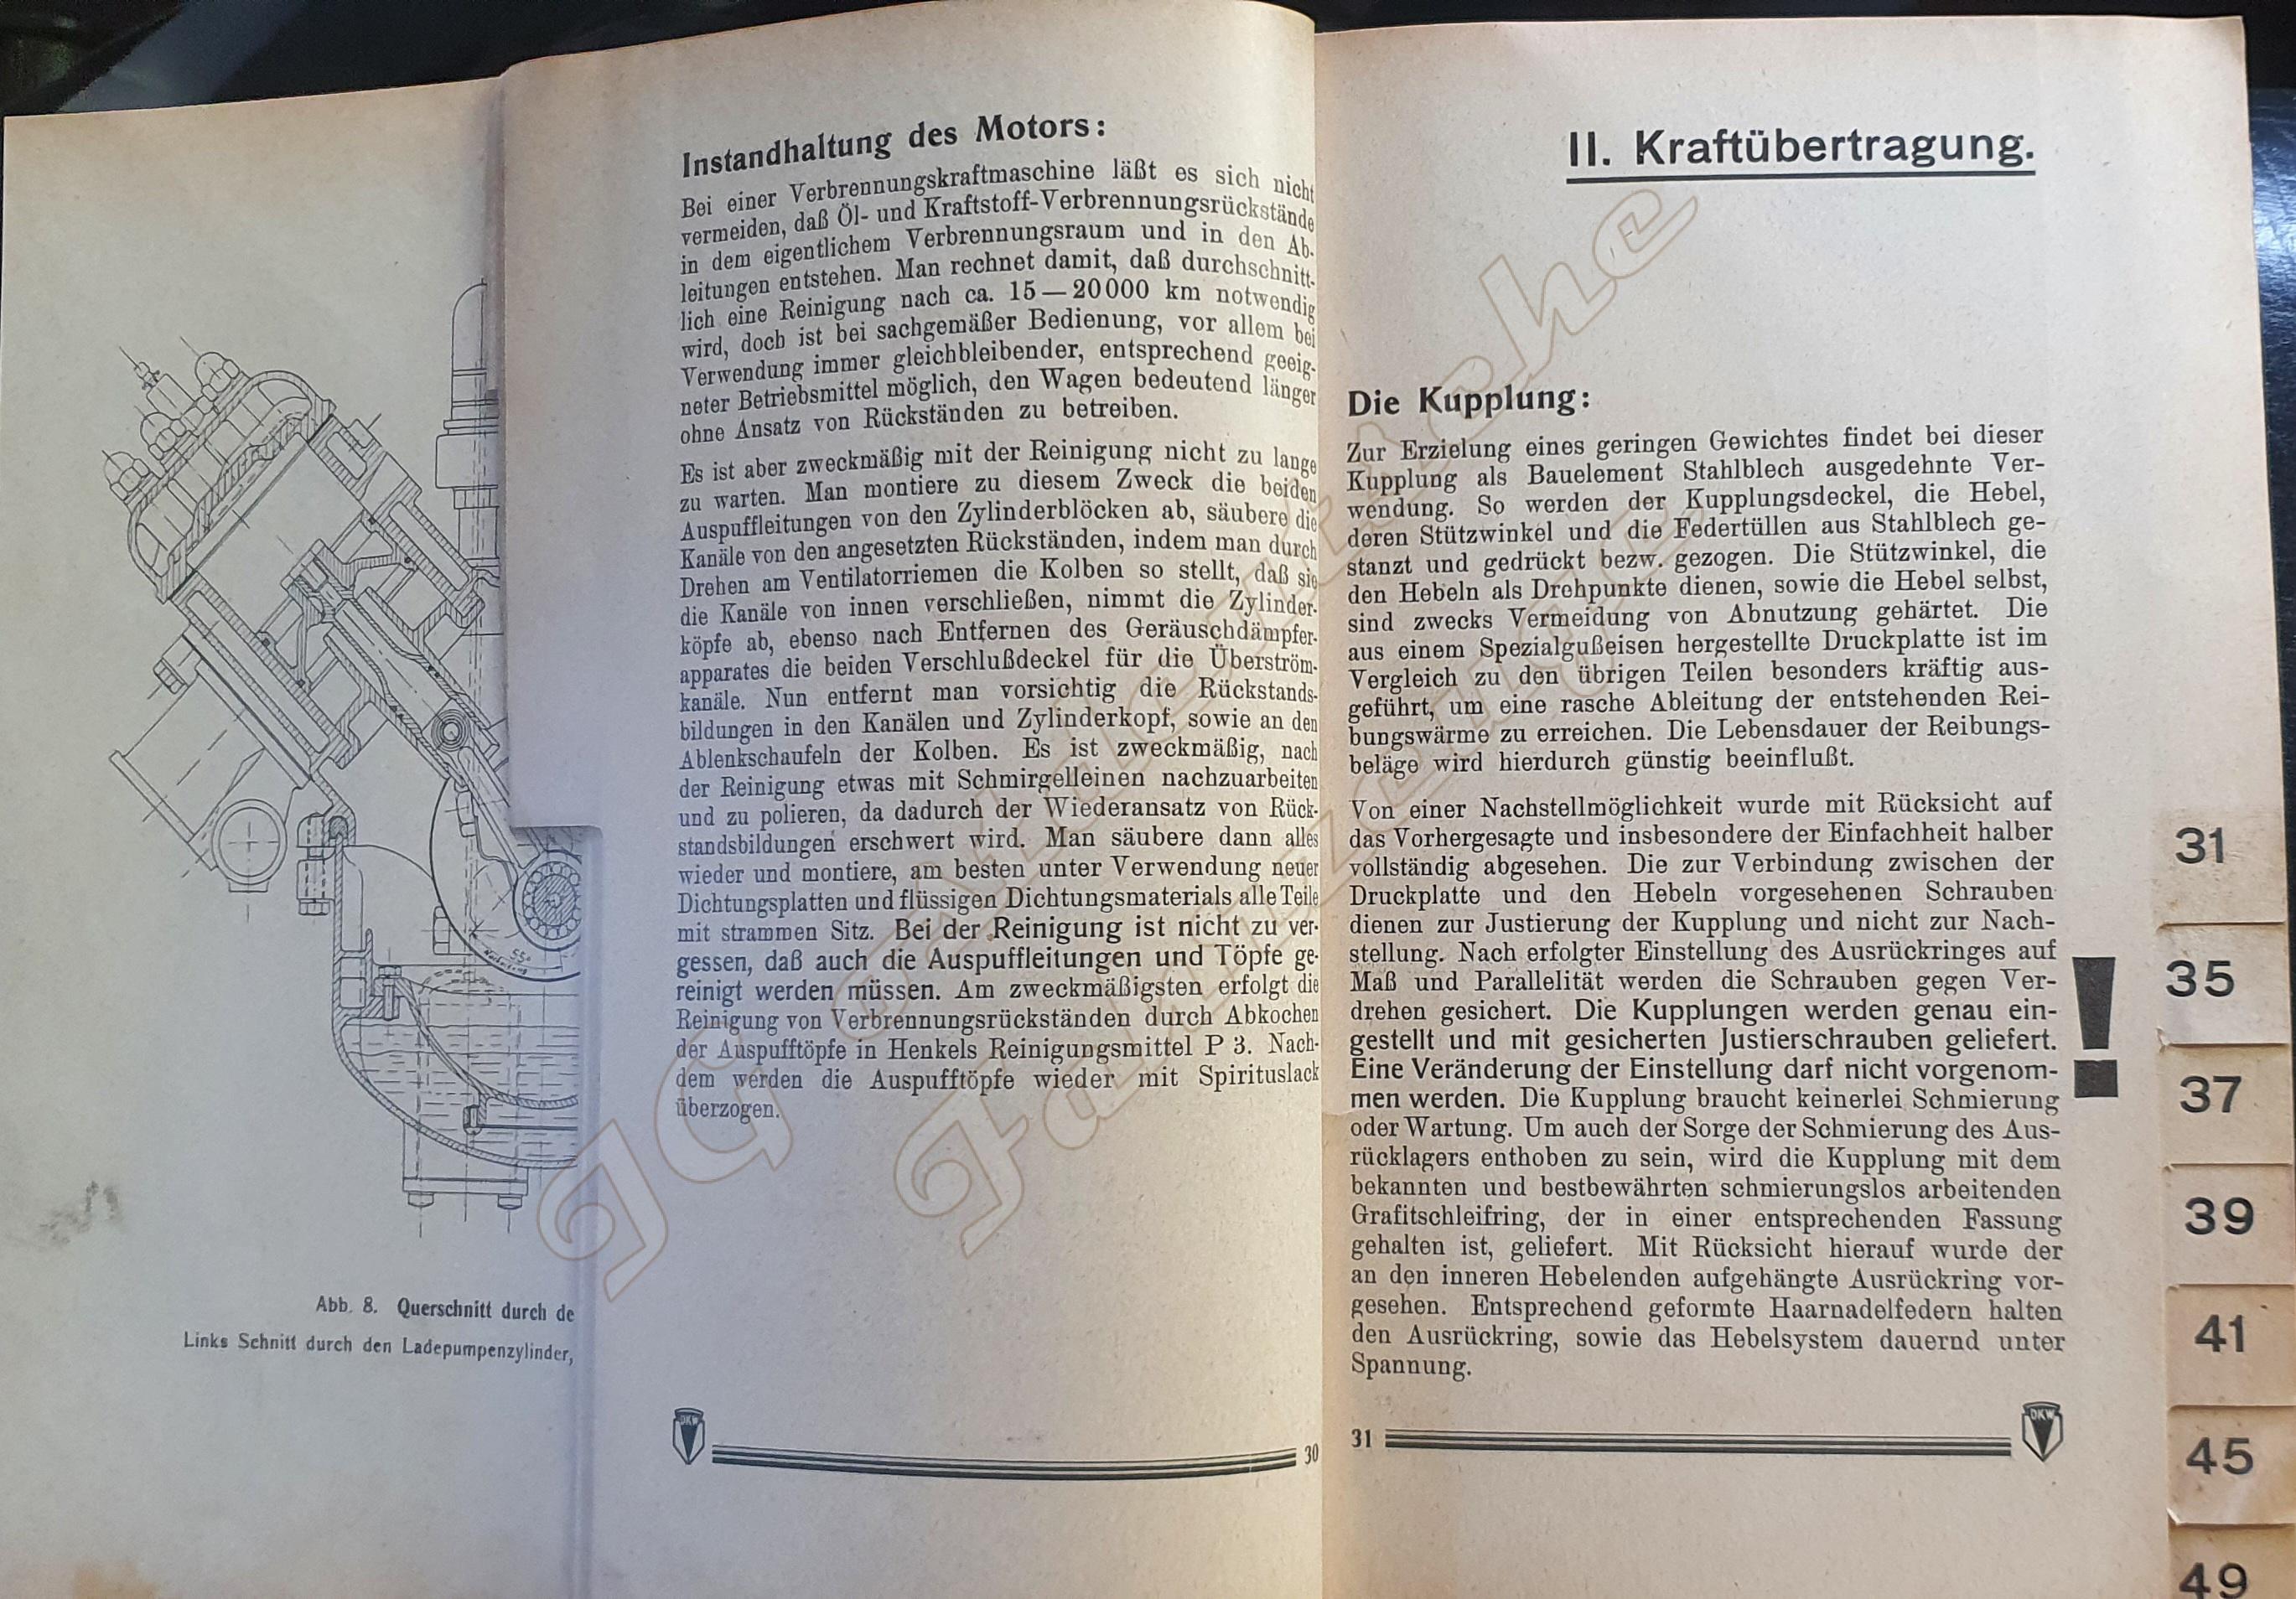 Abb. 8. Querschnitt durch de
Links Schnitt durch den Ladepumpenzylinder,
Instandhaltung des Motors:
Bei einer Verbrennungskraftmaschine läßt es sich nicht
vermeiden, daß Öl- und Kraftstoff-Verbrennungsrückstände
in dem eigentlichem Verbrennungsraum und in den Ab-
leitungen entstehen. Man rechnet damit, daß durchschnitt-
lich eine Reinigung nach ca. 15—20000 km notwendig
wird, doch ist bei sachgemäßer Bedienung, vor allem bei
Verwendung immer gleichbleibender, entsprechend geeig-
neter Betriebsmittel möglich, den Wagen bedeutend länger
ohne Ansatz von Rückständen zu betreiben.
Es ist aber zweckmäßig mit der Reinigung nicht zu lange
zu warten. Man montiere zu diesem Zweck die beiden
Auspuffleitungen von den Zylinderblöcken ab, säubere die
Kanäle von den angesetzten Rückständen, indem man durch
Drehen am Ventilatorriemen die Kolben so stellt, daß sie
die Kanäle von innen verschließen, nimmt die Zylinder-
köpfe ab, ebenso nach Entfernen des Geräuschdämpfer-
apparates die beiden Verschlußdeckel für die Überström-
kanäle. Nun entfernt man vorsichtig die Rückstands-
bildungen in den Kanälen und Zylinderkopf, sowie an den
Ablenkschaufeln der Kolben. Es ist zweckmäßig, nach
der Reinigung etwas mit Schmirgelleinen nachzuarbeiten
und zu polieren, da dadurch der Wiederansatz von Rück-
standsbildungen erschwert wird. Man säubere dann alles
wieder und montiere, am besten unter Verwendung neuer
Dichtungsplatten und flüssigen Dichtungsmaterials alle Teile
mit strammen Sitz. Bei der Reinigung ist nicht zu ver-
gessen, daß auch die Auspuffleitungen und Töpfe ge-
reinigt werden müssen. Am zweckmäßigsten erfolgt die
Reinigung von Verbrennungsrückständen durch Abkochen
der Auspufftöpfe in Henkels Reinigungsmittel P 3. Nach-
dem werden die Auspufftöpfe wieder mit Spirituslack
überzogen.
DKW
30
II. Kraftübertragung.
Die Kupplung:
Zur Erzielung eines geringen Gewichtes findet bei dieser
Kupplung als Bauelement Stahlblech ausgedehnte Ver-
wendung. So werden der Kupplungsdeckel, die Hebel,
deren Stützwinkel und die Federtüllen aus Stahlblech ge-
stanzt und gedrückt bezw. gezogen. Die Stützwinkel, die
den Hebeln als Drehpunkte dienen, sowie die Hebel selbst,
sind zwecks Vermeidung von Abnutzung gehärtet. Die
aus einem Spezialgußeisen hergestellte Druckplatte ist im
Vergleich zu den übrigen Teilen besonders kräftig aus-
geführt, um eine rasche Ableitung der entstehenden Rei-
bungswärme zu erreichen. Die Lebensdauer der Reibungs-
beläge wird hierdurch günstig beeinflußt.
Von einer Nachstellmöglichkeit wurde mit Rücksicht auf
das Vorhergesagte und insbesondere der Einfachheit halber
vollständig abgesehen. Die zur Verbindung zwischen der
Druckplatte und den Hebeln vorgesehenen Schrauben
dienen zur Justierung der Kupplung und nicht zur Nach-
stellung. Nach erfolgter Einstellung des Ausrückringes auf
Maß und Parallelität werden die Schrauben gegen Ver-
drehen gesichert. Die Kupplungen werden genau ein-
gestellt und mit gesicherten Justierschrauben geliefert.
Eine Veränderung der Einstellung darf nicht vorgenom-
men werden. Die Kupplung braucht keinerlei Schmierung
oder Wartung. Um auch der Sorge der Schmierung des Aus-
rücklagers enthoben zu sein, wird die Kupplung mit dem
bekannten und bestbewährten schmierungslos arbeitenden
Grafitschleifring, der in einer entsprechenden Fassung
gehalten ist, geliefert. Mit Rücksicht hierauf wurde der
an den inneren Hebelenden aufgehängte Ausrückring vor-
gesehen. Entsprechend geformte Haarnadelfedern halten
den Ausrückring, sowie das Hebelsystem dauernd unter
Spannung.
!
31
DKW
31
35
37
39
41
45
49